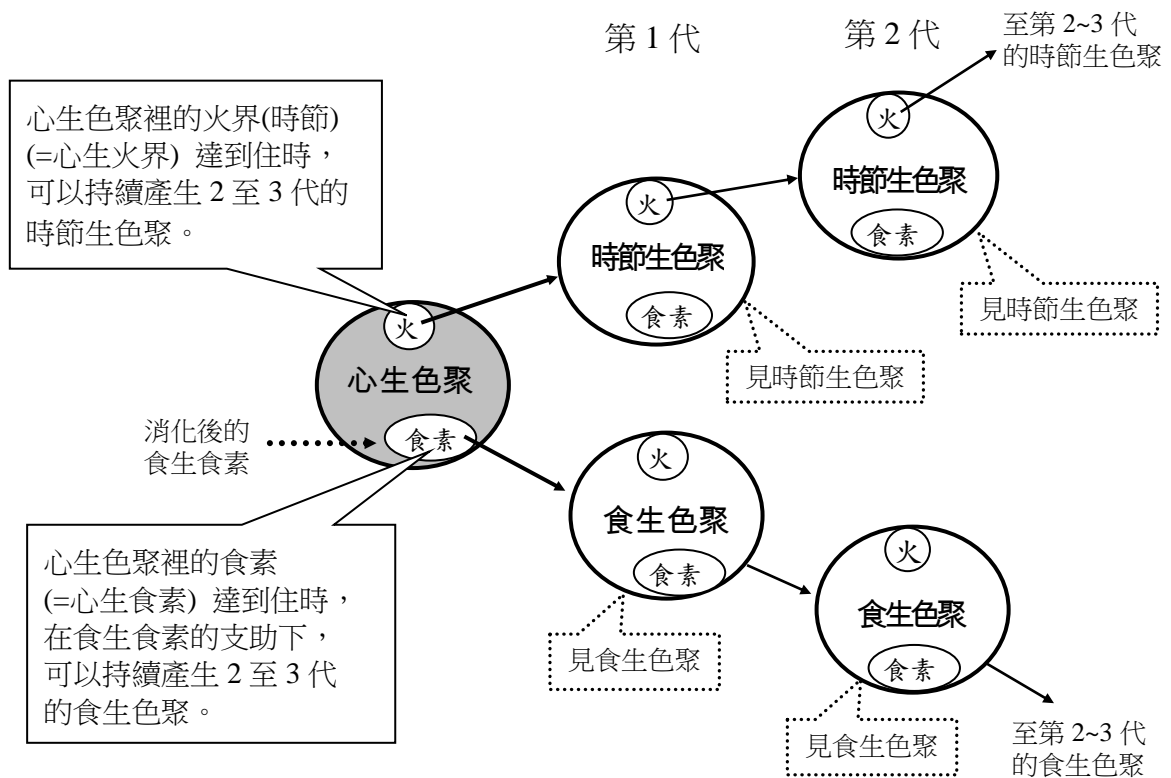 第 1 代
第 2 代
至第 2~3 代
的時節生色聚
心生色聚裡的火界(時節)
(=心生火界) 達到住時，
可以持續產生 2 至 3 代的
時節生色聚。
火
時節生色聚
食素
見時節生色聚
火
時節生色聚
食素
見時節生色聚
火
心生色聚
食素
消化後的
食生食素
心生色聚裡的食素
(=心生食素) 達到住時，
在食生食素的支助下，
可以持續產生 2 至 3 代
的食生色聚。
火
食生色聚
食素
見食生色聚
火
食生色聚
食素
見食生色聚
至第 2~3 代
的食生色聚